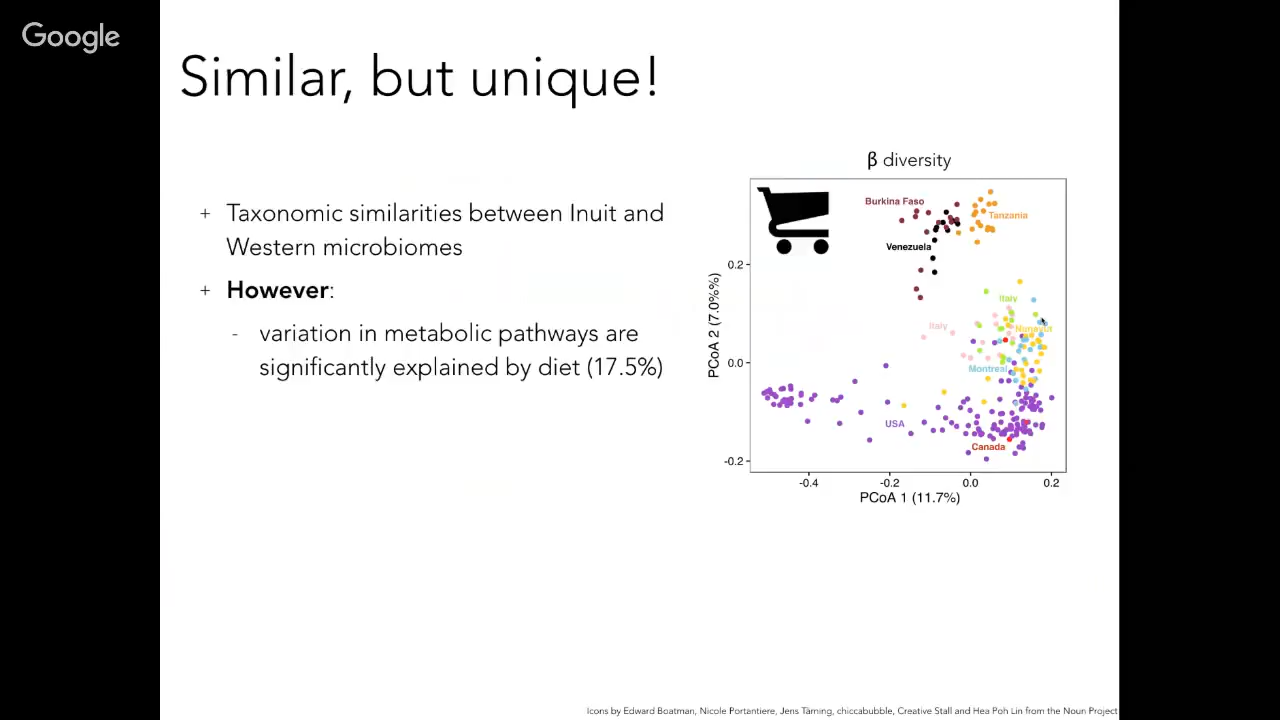 Google
Similar, but unique!
+ Taxonomic similarities between Inuit and
Western microbiomes
+ However:
- variation in metabolic pathways are
significantly explained by diet (17.5%)
β diversity
Burkina Faso
Tanzania
Venezuela
Italy
Italy
Nunavut
Montreal
USA
Canada
0.2
0.0
-0.2
PCoA 2 (7.0%%)
-0.4
-0.2
0.0
0.2
PCoA 1 (11.7%)
Icons by Edward Boatman, Nicole Portantiere, Jens Tärning, chiccabubble, Creative Stall and Hea Poh Lin from the Noun Project